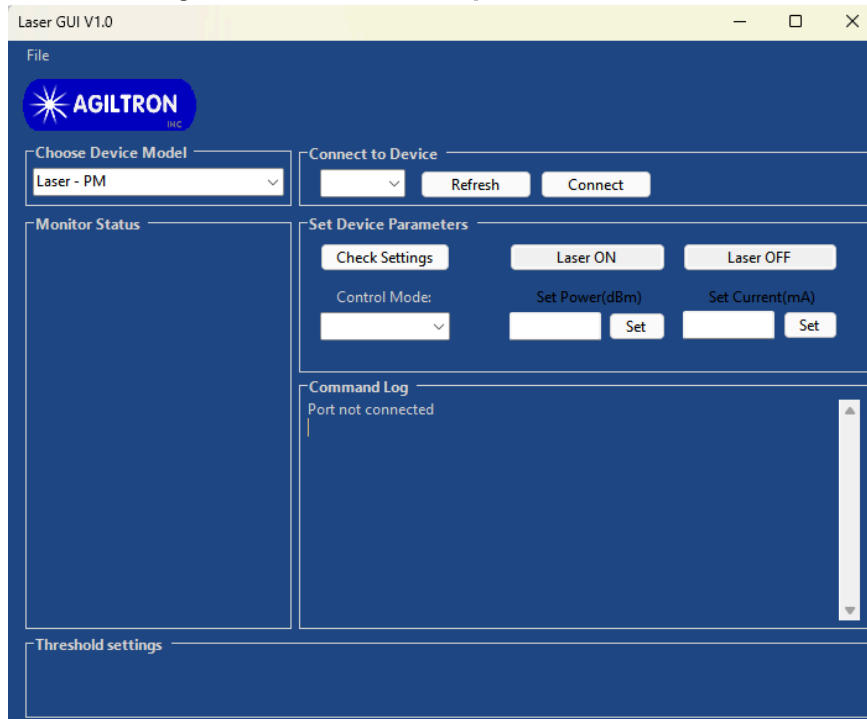 Laser GUI V1.0
File
AGILTRON
INC
Choose Device Model
Laser - PM
Connect to Device
Refresh
Connect
Monitor Status
Set Device Parameters
Check Settings
Laser ON
Laser OFF
Control Mode:
Set Power(dBm)
Set Current(mA)
Set
Set
Command Log
Port not connected
Threshold settings